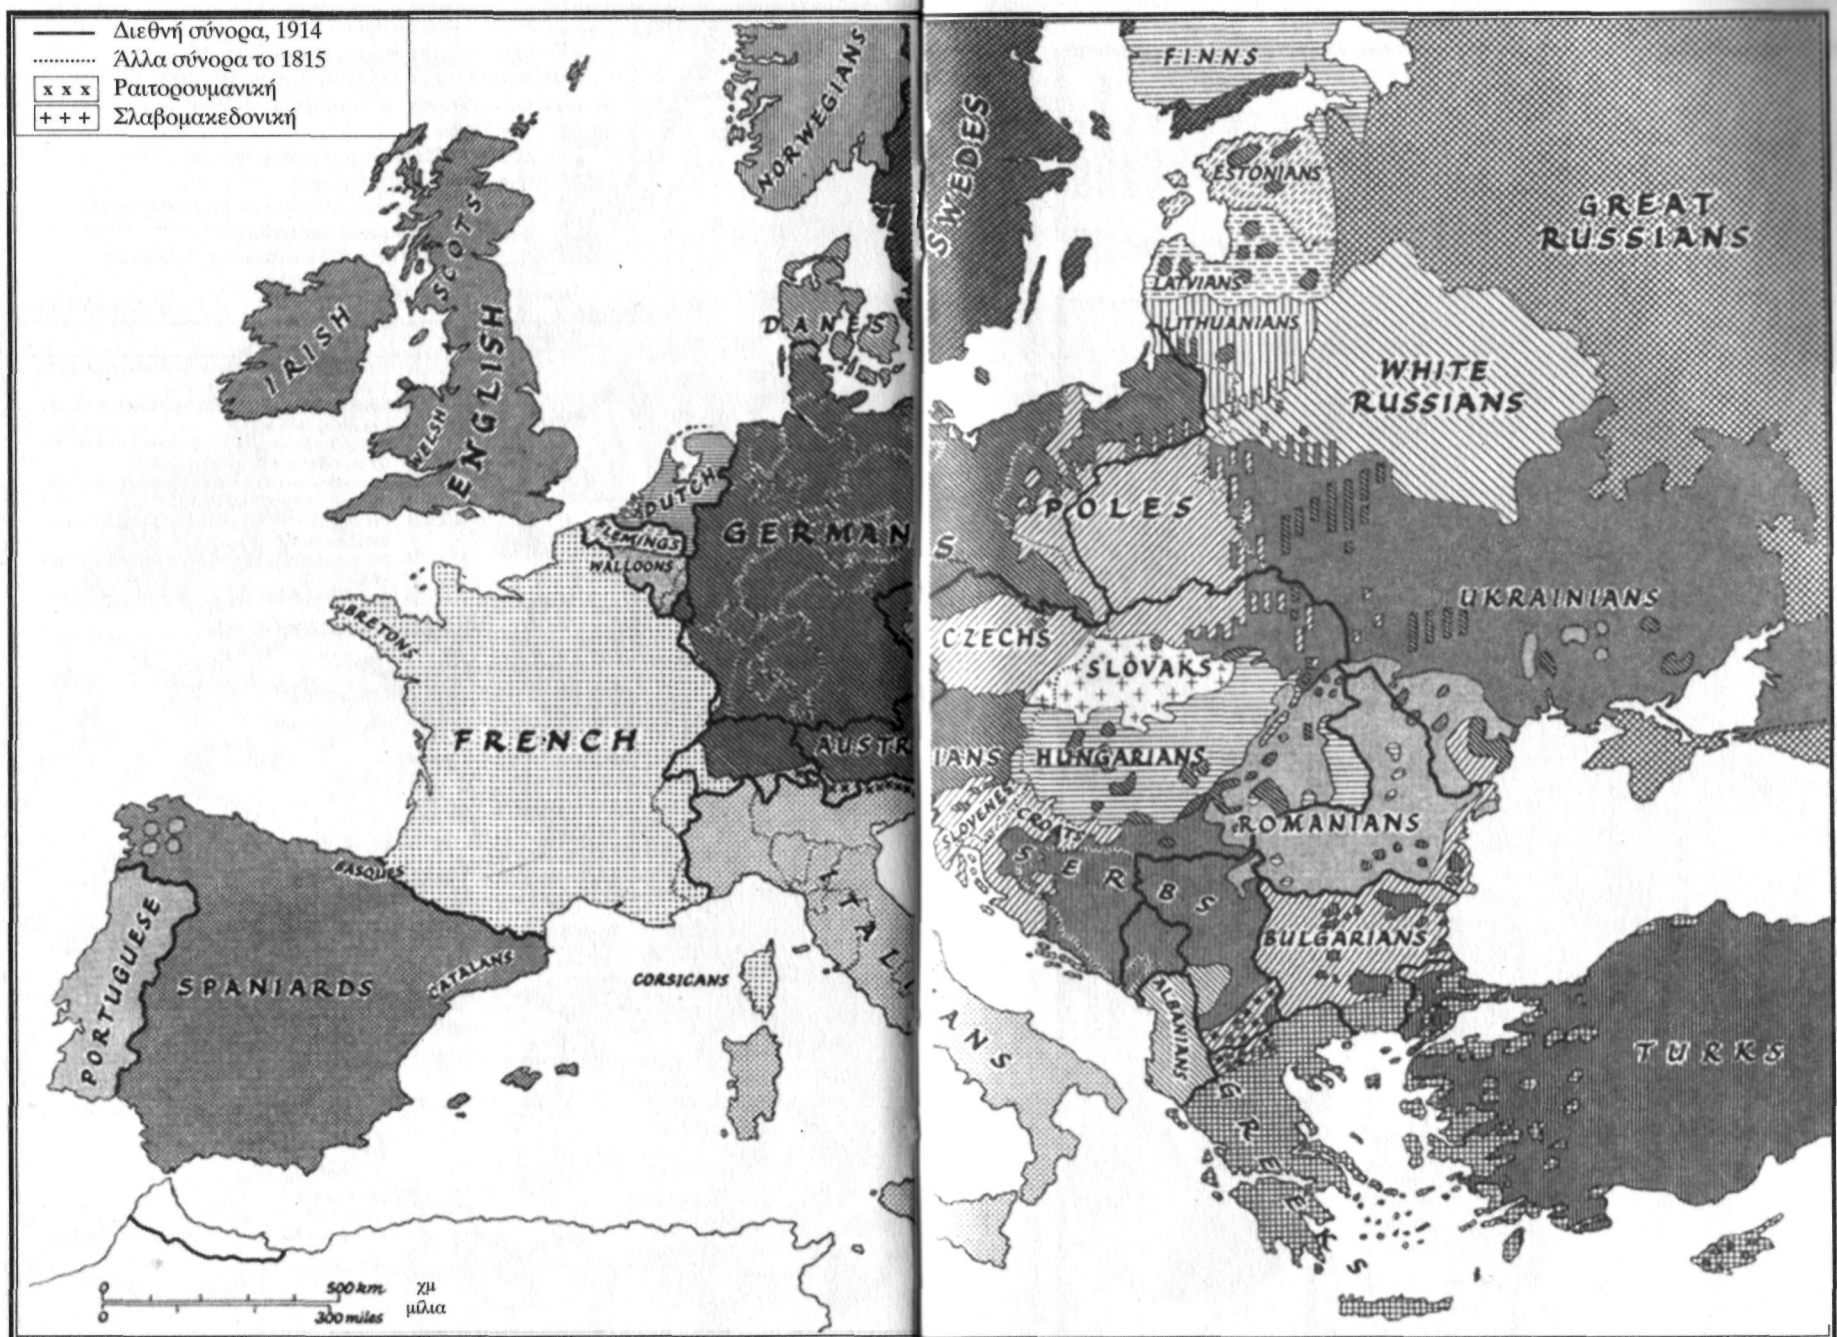 Διεθνή σύνορα, 1914
Άλλα σύνορα το 1815
x x x Ραιτορουμανική
+ + + Σλαβομακεδονική
NORWEGIANS
SWEDES
FINNS
ESTONIANS
LATVIANS
LITHUANIANS
GREAT
RUSSIANS
WHITE
RUSSIANS
SCOTS
IRISH
ENGLISH
WELSH
DANES
DUTCH
FLEMINGS
WALLOONS
GERMAN
S
POLES
UKRAINIANS
BRETONS
CZECHS
SLOVAKS
FRENCH
AUSTR
IANS
HUNGARIANS
SLOVENES
CROATS
ROMANIANS
SERBS
BASQUES
PORTUGUESE
SPANIARDS
CATALANS
CORSICANS
ITALI
ANS
BULGARIANS
ALBANIANS
TURKS
GREEKS
0 500 km χμ
0 300 miles μίλια